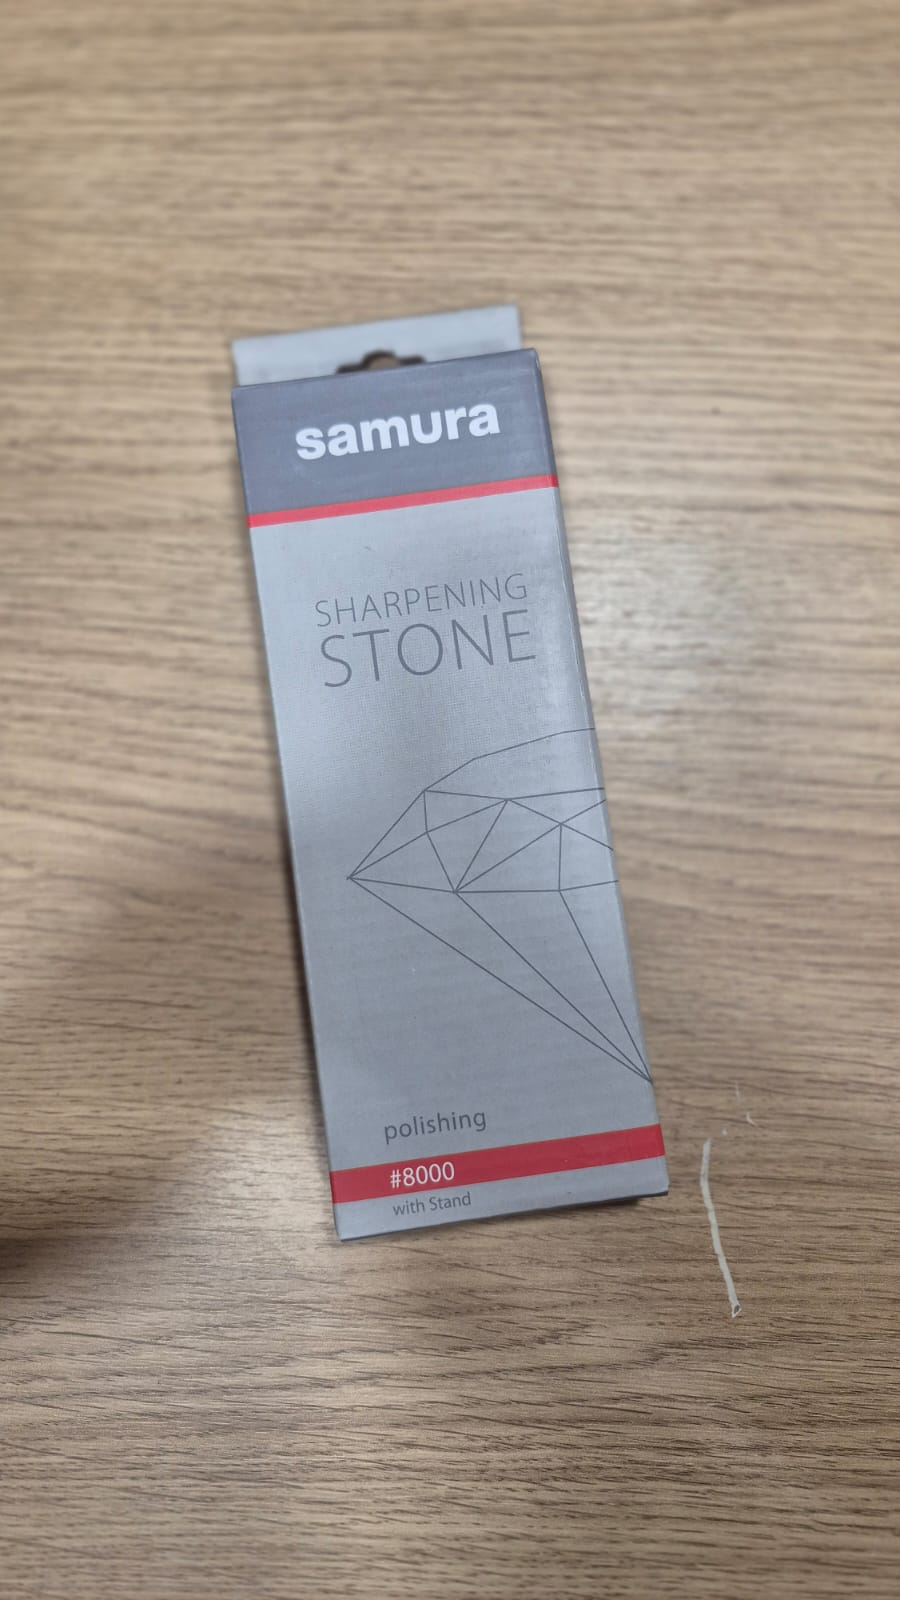 samura
SHARPENING
STONE
polishing
#8000
with Stand